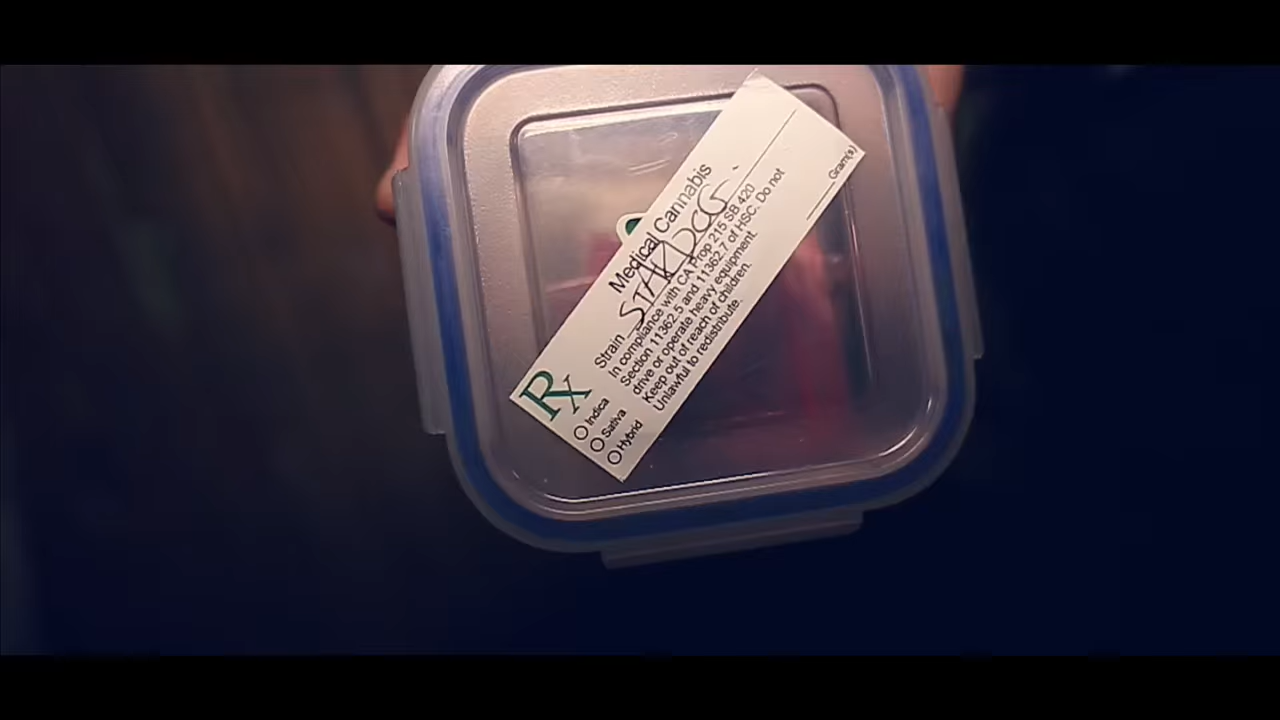 Medical Cannabis
Strain STARDOG
In compliance with CA Prop 215 SB 420
Section 11362.5 and 11362.7 of HSC. Do not
drive or operate heavy equipment.
Keep out of reach of children.
Unlawful to redistribute.
Gram(s)
Rx
Indica
Sativa
Hybrid